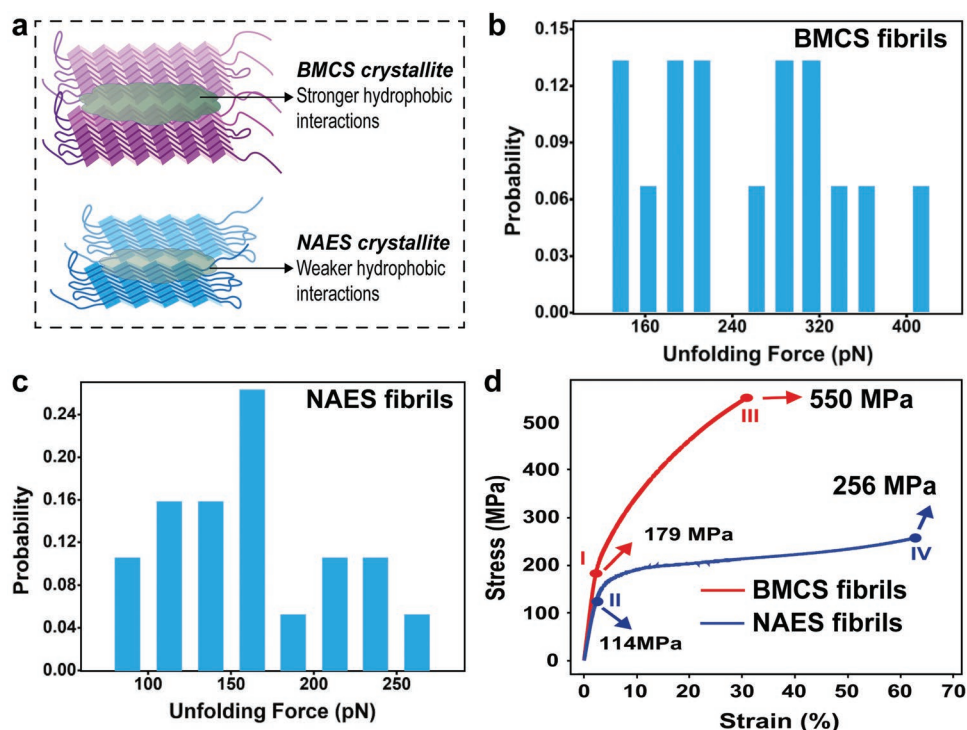 a
BMCS crystallite
Stronger hydrophobic
interactions
NAES crystallite
Weaker hydrophobic
interactions
b
BMCS fibrils
Probability
0.15
0.12
0.09
0.06
0.03
0.00
160 240 320 400
Unfolding Force (pN)
c
NAES fibrils
Probability
0.24
0.20
0.16
0.12
0.08
0.04
0.00
100 150 200 250
Unfolding Force (pN)
d
Stress (MPa)
500
400
300
200
100
0
550 MPa
III
256 MPa
I
179 MPa
IV
II
114MPa
BMCS fibrils
NAES fibrils
0 10 20 30 40 50 60 70
Strain (%)